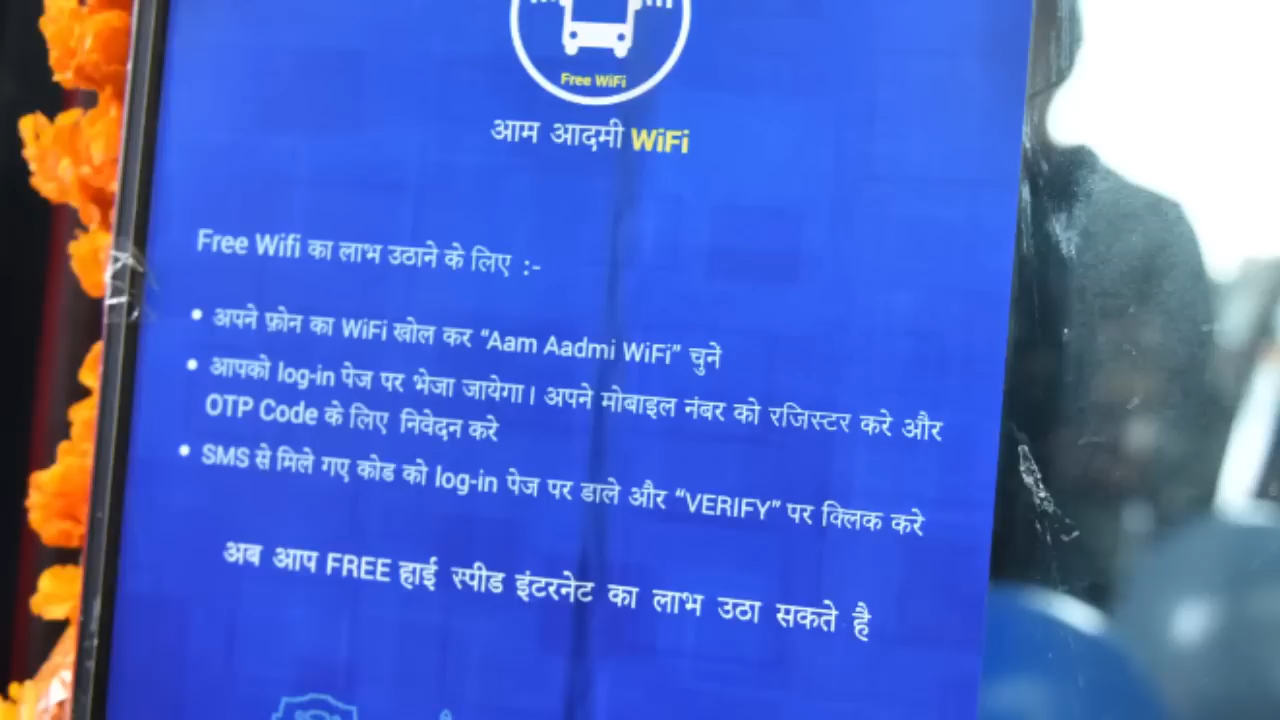 Free WiFi
आम आदमी WiFi
Free Wifi का लाभ उठाने के लिए :-
• अपने फ़ोन का WiFi खोल कर “Aam Aadmi WiFi” चुनें
• आपको log-in पेज पर भेजा जायेगा। अपने मोबाइल नंबर को रजिस्टर करे और
OTP Code के लिए निवेदन करे
• SMS से मिले गए कोड को log-in पेज पर डाले और “VERIFY” पर क्लिक करे
अब आप FREE हाई स्पीड इंटरनेट का लाभ उठा सकते है